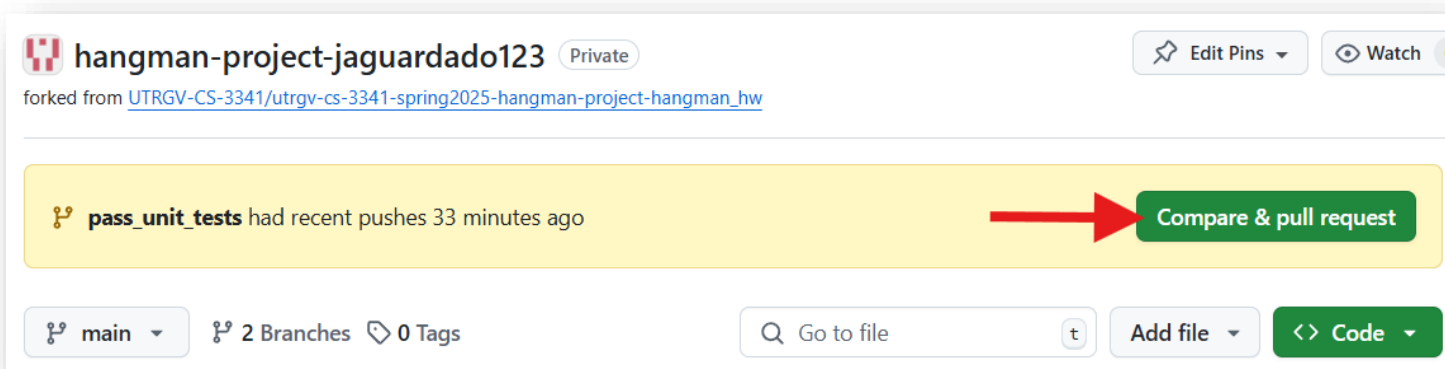 hangman-project-jaguardado123 Private Edit Pins Watch
forked from UTRGV-CS-3341/utrgv-cs-3341-spring2025-hangman-project-hangman_hw
pass_unit_tests had recent pushes 33 minutes ago Compare & pull request
main 2 Branches 0 Tags Go to file t Add file <> Code